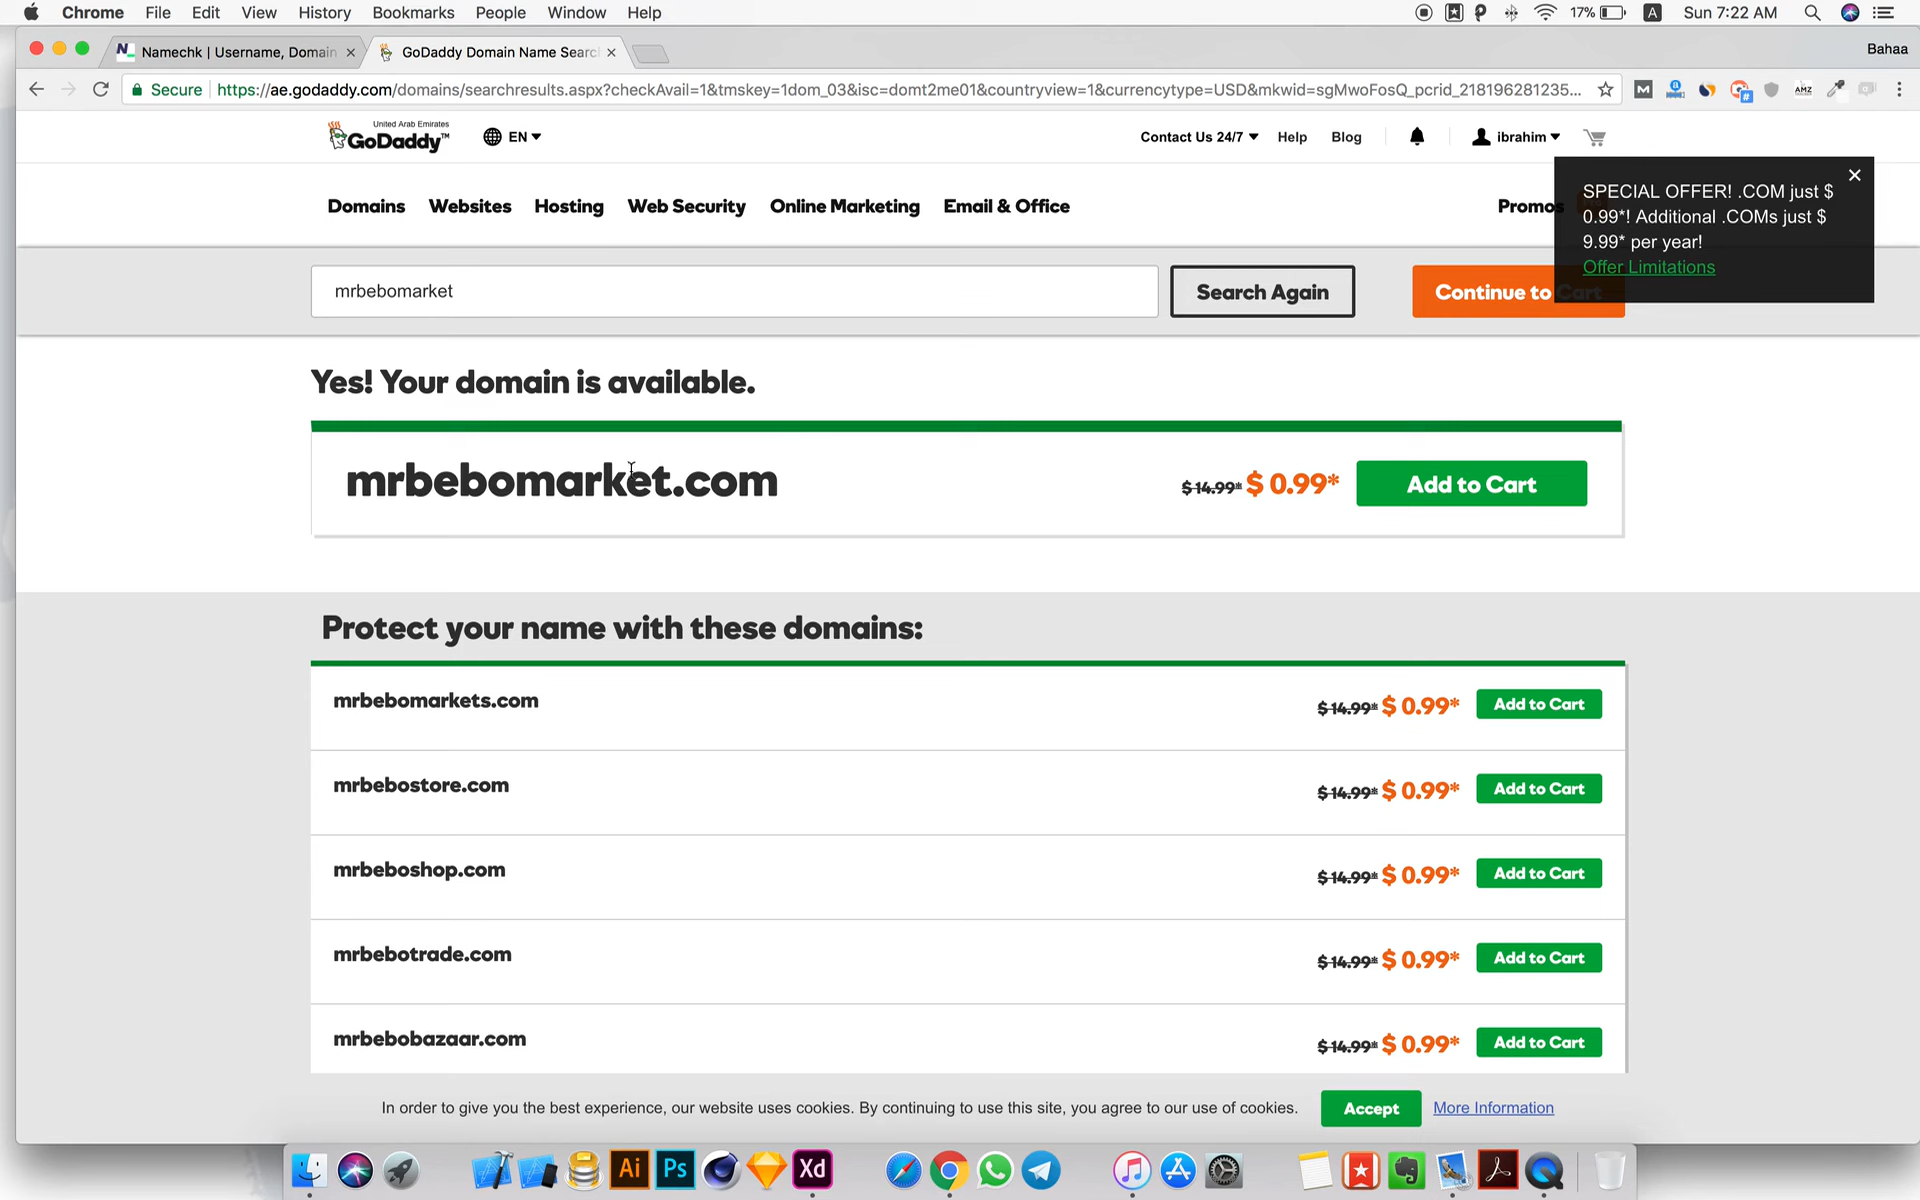 Chrome File Edit View History Bookmarks People Window Help
17% A Sun 7:22 AM
Namechk | Username, Domain
GoDaddy Domain Name Searc
Bahaa
Secure https://ae.godaddy.com/domains/searchresults.aspx?checkAvail=1&tmskey=1dom_03&isc=domt2me01&countryview=1&currencytype=USD&mkwid=sgMwoFosQ_pcrid_218196281235...
United Arab Emirates
GoDaddy™
EN
Contact Us 24/7 Help Blog
ibrahim
Domains Websites Hosting Web Security Online Marketing Email & Office Promos
SPECIAL OFFER! .COM just $
0.99*! Additional .COMs just $
9.99* per year!
Offer Limitations
mrbebomarket
Search Again
Continue to Cart
Yes! Your domain is available.
mrbebomarket.com
$ 14.99* $ 0.99*
Add to Cart
Protect your name with these domains:
mrbebomarkets.com
$ 14.99* $ 0.99*
Add to Cart
mrbebostore.com
$ 14.99* $ 0.99*
Add to Cart
mrbeboshop.com
$ 14.99* $ 0.99*
Add to Cart
mrbebotrade.com
$ 14.99* $ 0.99*
Add to Cart
mrbebobazaar.com
$ 14.99* $ 0.99*
Add to Cart
In order to give you the best experience, our website uses cookies. By continuing to use this site, you agree to our use of cookies.
Accept
More Information
Ai Ps Xd